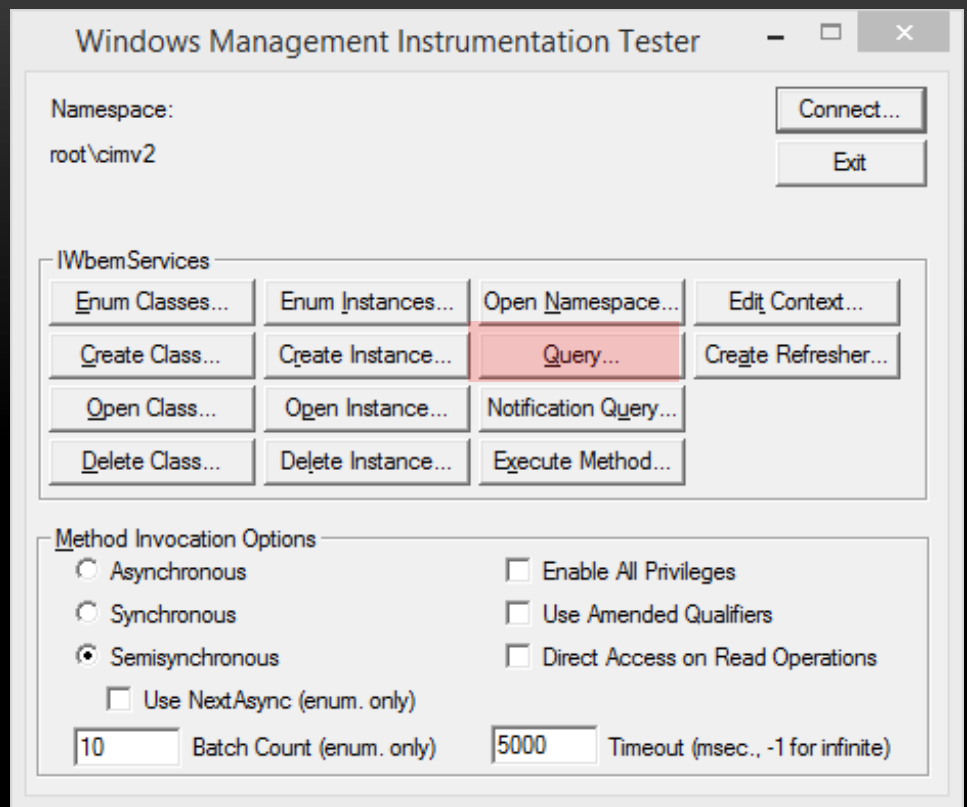 Windows Management Instrumentation Tester
Namespace:
Connect...
root\cimv2
Exit
IWbemServices
Enum Classes... Enum Instances... Open Namespace... Edit Context...
Create Class... Create Instance... Query... Create Refresher...
Open Class... Open Instance... Notification Query...
Delete Class... Delete Instance... Execute Method...
Method Invocation Options
Asynchronous Enable All Privileges
Synchronous Use Amended Qualifiers
Semisynchronous Direct Access on Read Operations
Use NextAsync (enum. only)
10 Batch Count (enum. only) 5000 Timeout (msec., -1 for infinite)